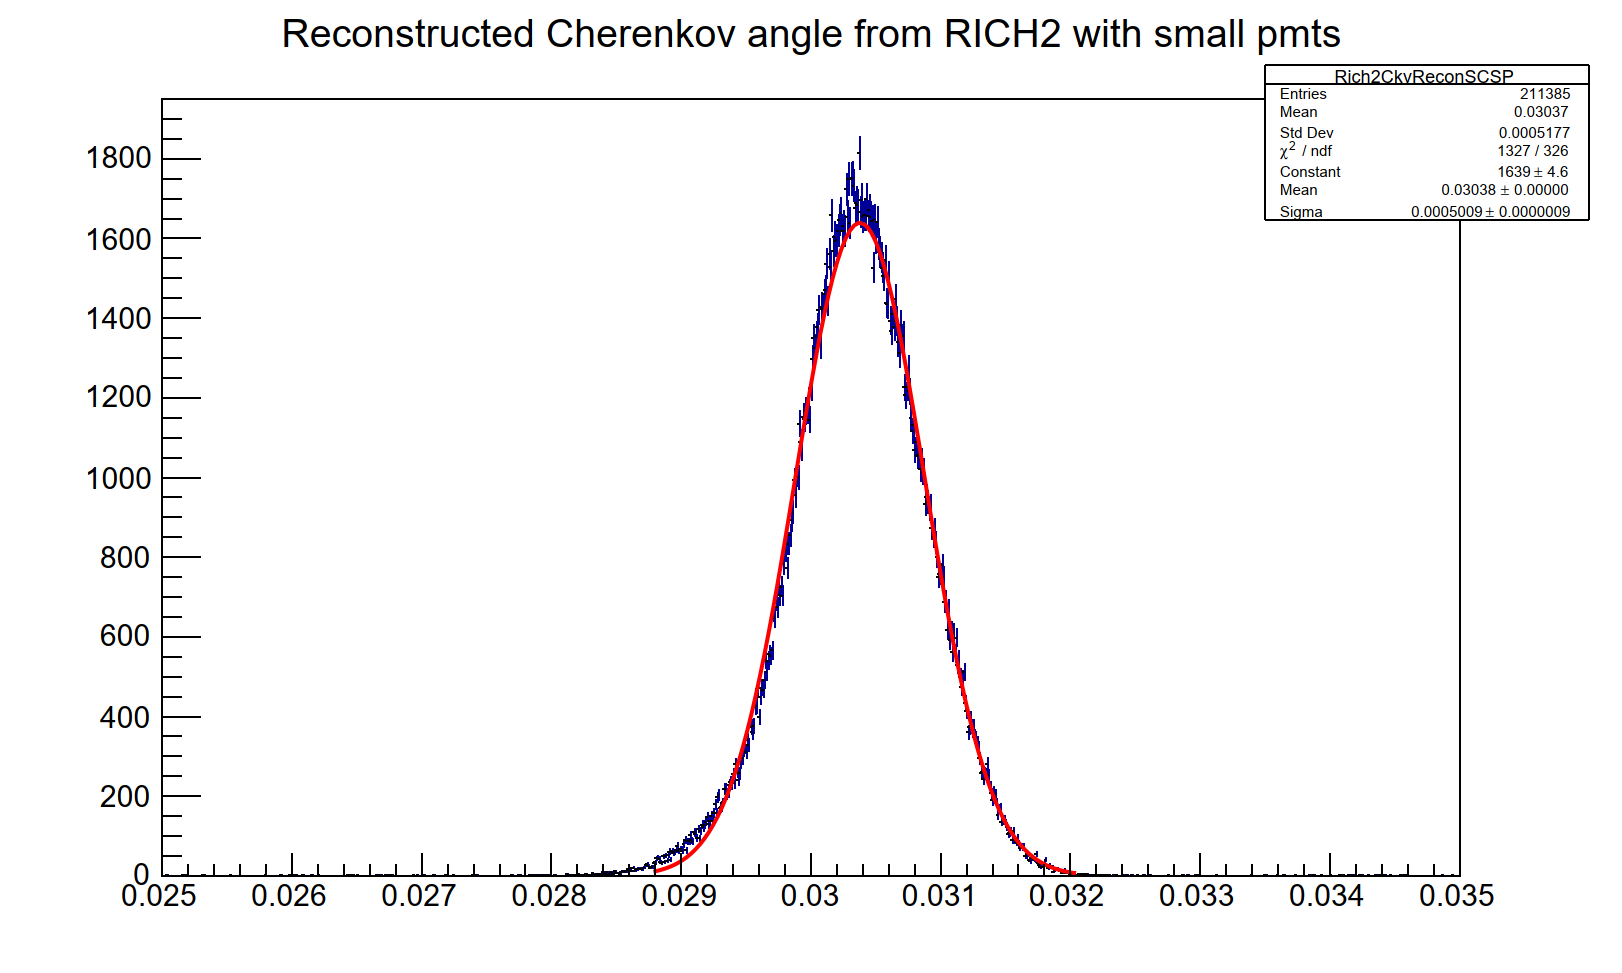 Reconstructed Cherenkov angle from RICH2 with small pmts
Rich2CkvReconSCSP
Entries 211385
Mean 0.03037
Std Dev 0.0005177
χ² / ndf 1327 / 326
Constant 1639 ± 4.6
Mean 0.03038 ± 0.00000
Sigma 0.0005009 ± 0.0000009
1800
1600
1400
1200
1000
800
600
400
200
0
0.025 0.026 0.027 0.028 0.029 0.03 0.031 0.032 0.033 0.034 0.035